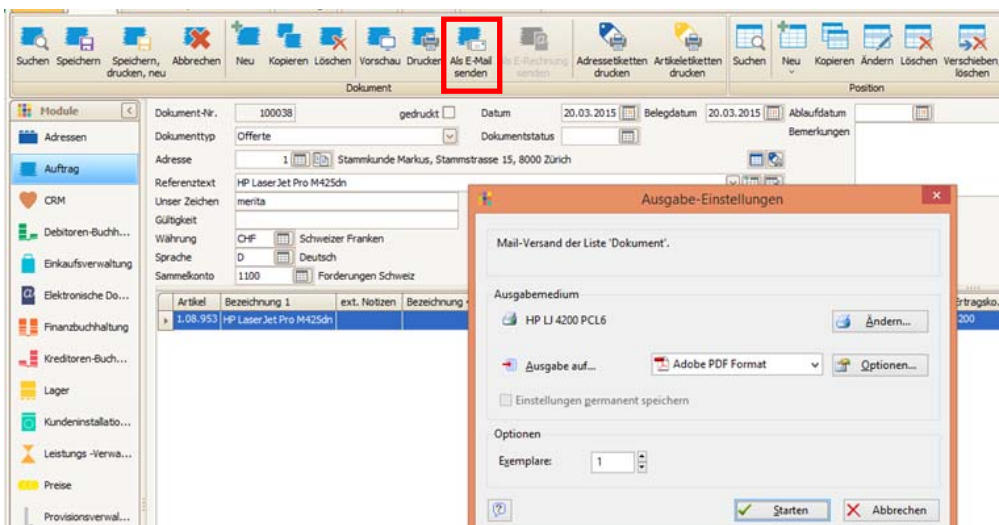 Suchen Speichern Speichern, drucken, neu Abbrechen Neu Kopieren Löschen Vorschau Drucken Als E-Mail senden Als E-Rechnung senden Adressetiketten drucken Artikeletiketten drucken Suchen Neu Kopieren Ändern Löschen Verschieben, löschen
Dokument Position
Module
Adressen
Auftrag
CRM
Debitoren-Buchh...
Einkaufsverwaltung
Elektronische Do...
Finanzbuchhaltung
Kreditoren-Buch...
Lager
Kundeninstallatio...
Leistungs -Verwa...
Preise
Provisionsverwal...
Dokument-Nr. 100038 gedruckt Datum 20.03.2015 Belegdatum 20.03.2015 Ablaufdatum
Dokumenttyp Offerte Dokumentstatus Bemerkungen
Adresse 1 Stammkunde Markus, Stammstrasse 15, 8000 Zürich
Referenztext HP LaserJet Pro M425dn
Unser Zeichen merita
Gültigkeit
Währung CHF Schweizer Franken
Sprache D Deutsch
Sammelkonto 1100 Forderungen Schweiz
Artikel Bezeichnung 1 ext. Notizen Bezeichnung
1.08.953 HP LaserJet Pro M425dn
Ausgabe-Einstellungen
Mail-Versand der Liste 'Dokument'.
Ausgabemedium
HP LJ 4200 PCL6 Ändern...
Ausgabe auf... Adobe PDF Format Optionen...
Einstellungen permanent speichern
Optionen
Exemplare: 1
Starten Abbrechen